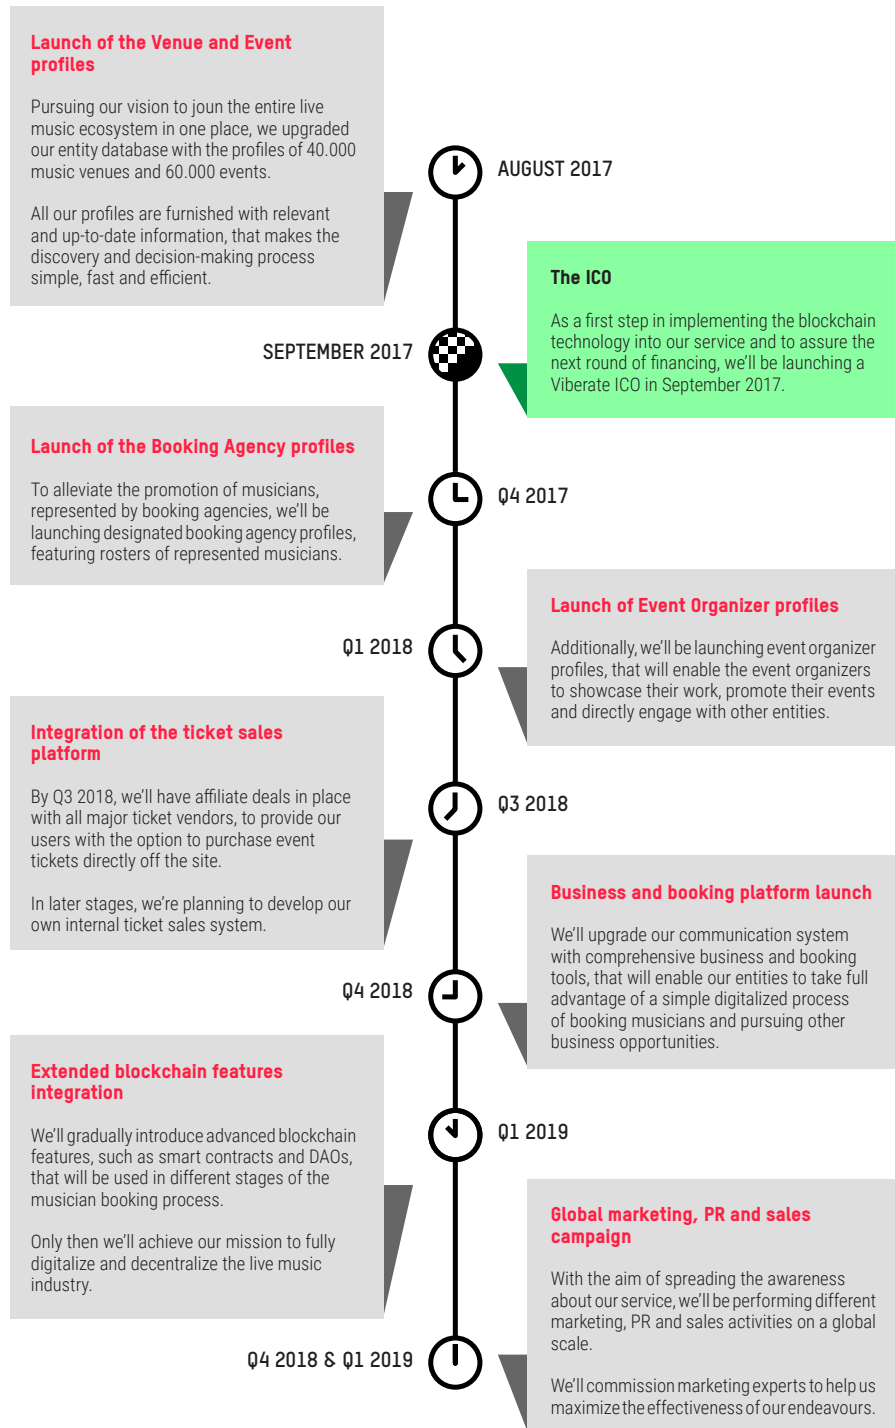 Launch of the Venue and Event
profiles
Pursuing our vision to joun the entire live
music ecosystem in one place, we upgraded
our entity database with the profiles of 40.000
music venues and 60.000 events.
All our profiles are furnished with relevant
and up-to-date information, that makes the
discovery and decision-making process
simple, fast and efficient.
AUGUST 2017
The ICO
As a first step in implementing the blockchain
technology into our service and to assure the
next round of financing, we'll be launching a
Viberate ICO in September 2017.
SEPTEMBER 2017
Launch of the Booking Agency profiles
To alleviate the promotion of musicians,
represented by booking agencies, we'll be
launching designated booking agency profiles,
featuring rosters of represented musicians.
Q4 2017
Launch of Event Organizer profiles
Additionally, we'll be launching event organizer
profiles, that will enable the event organizers
to showcase their work, promote their events
and directly engage with other entities.
Q1 2018
Integration of the ticket sales
platform
By Q3 2018, we'll have affiliate deals in place
with all major ticket vendors, to provide our
users with the option to purchase event
tickets directly off the site.
In later stages, we're planning to develop our
own internal ticket sales system.
Q3 2018
Business and booking platform launch
We'll upgrade our communication system
with comprehensive business and booking
tools, that will enable our entities to take full
advantage of a simple digitalized process
of booking musicians and pursuing other
business opportunities.
Q4 2018
Extended blockchain features
integration
We'll gradually introduce advanced blockchain
features, such as smart contracts and DAOs,
that will be used in different stages of the
musician booking process.
Only then we'll achieve our mission to fully
digitalize and decentralize the live music
industry.
Q1 2019
Global marketing, PR and sales
campaign
With the aim of spreading the awareness
about our service, we'll be performing different
marketing, PR and sales activities on a global
scale.
We'll commission marketing experts to help us
maximize the effectiveness of our endeavours.
Q4 2018 & Q1 2019